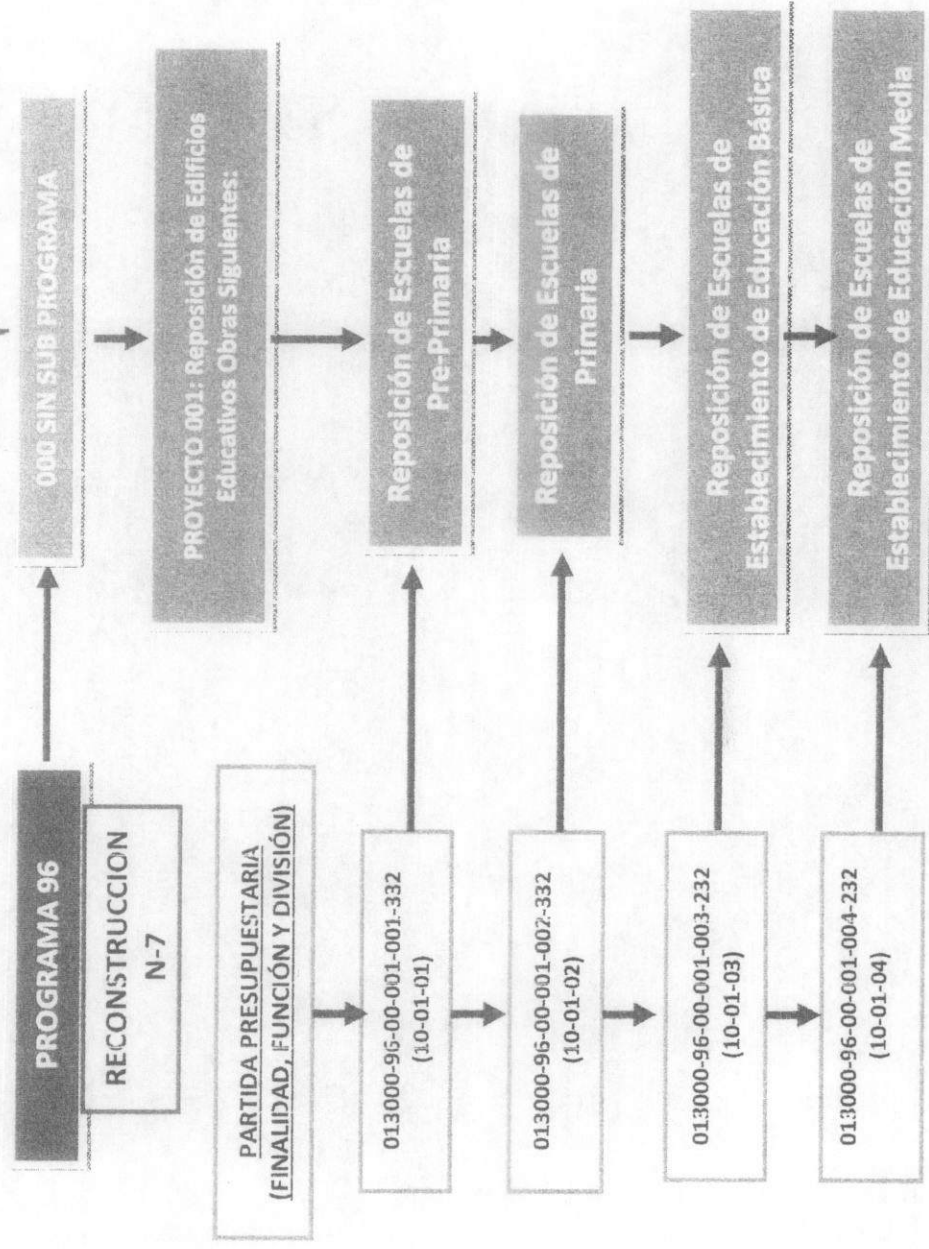 PROGRAMA 96
000 SIN SUB PROGRAMA
RECONSTRUCCION
N-7
PROYECTO 001: Reposición de Edificios
Educativos Obras Siguientes:
PARTIDA PRESUPUESTARIA
(FINALIDAD, FUNCIÓN Y DIVISIÓN)
013000-96-00-001-001-332
(10-01-01)
Reposición de Escuelas de
Pre-Primaria
013000-96-00-001-002-332
(10-01-02)
Reposición de Escuelas de
Primaria
013000-96-00-001-003-232
(10-01-03)
Reposición de Escuelas de
Establecimiento de Educación Básica
013000-96-00-001-004-232
(10-01-04)
Reposición de Escuelas de
Establecimiento de Educación Media